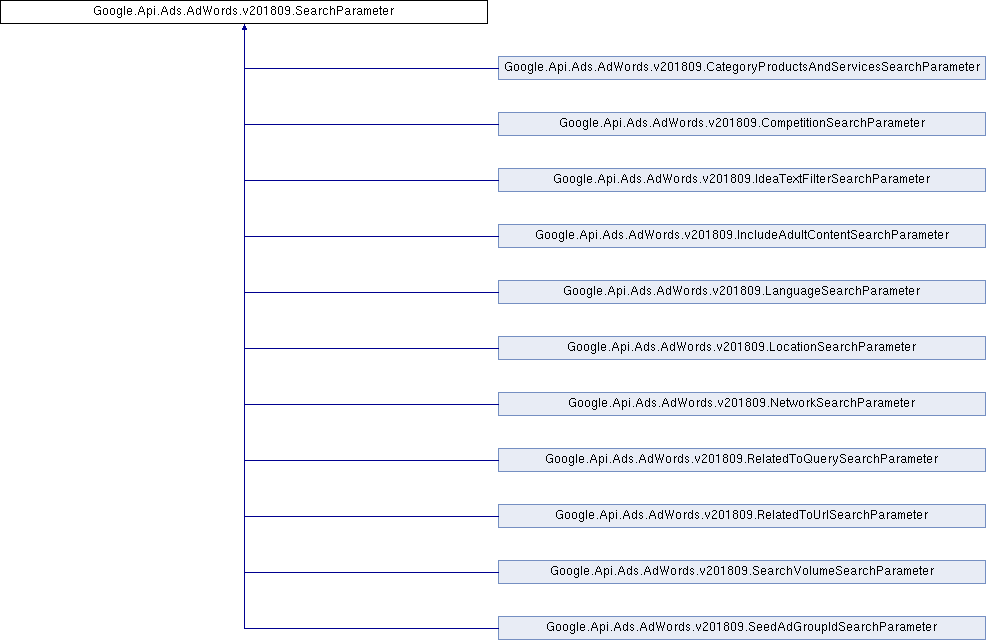 Google.Api.Ads.AdWords.v201809.SearchParameter
Google.Api.Ads.AdWords.v201809.CategoryProductsAndServicesSearchParameter
Google.Api.Ads.AdWords.v201809.CompetitionSearchParameter
Google.Api.Ads.AdWords.v201809.IdeaTextFilterSearchParameter
Google.Api.Ads.AdWords.v201809.IncludeAdultContentSearchParameter
Google.Api.Ads.AdWords.v201809.LanguageSearchParameter
Google.Api.Ads.AdWords.v201809.LocationSearchParameter
Google.Api.Ads.AdWords.v201809.NetworkSearchParameter
Google.Api.Ads.AdWords.v201809.RelatedToQuerySearchParameter
Google.Api.Ads.AdWords.v201809.RelatedToUrlSearchParameter
Google.Api.Ads.AdWords.v201809.SearchVolumeSearchParameter
Google.Api.Ads.AdWords.v201809.SeedAdGroupIdSearchParameter